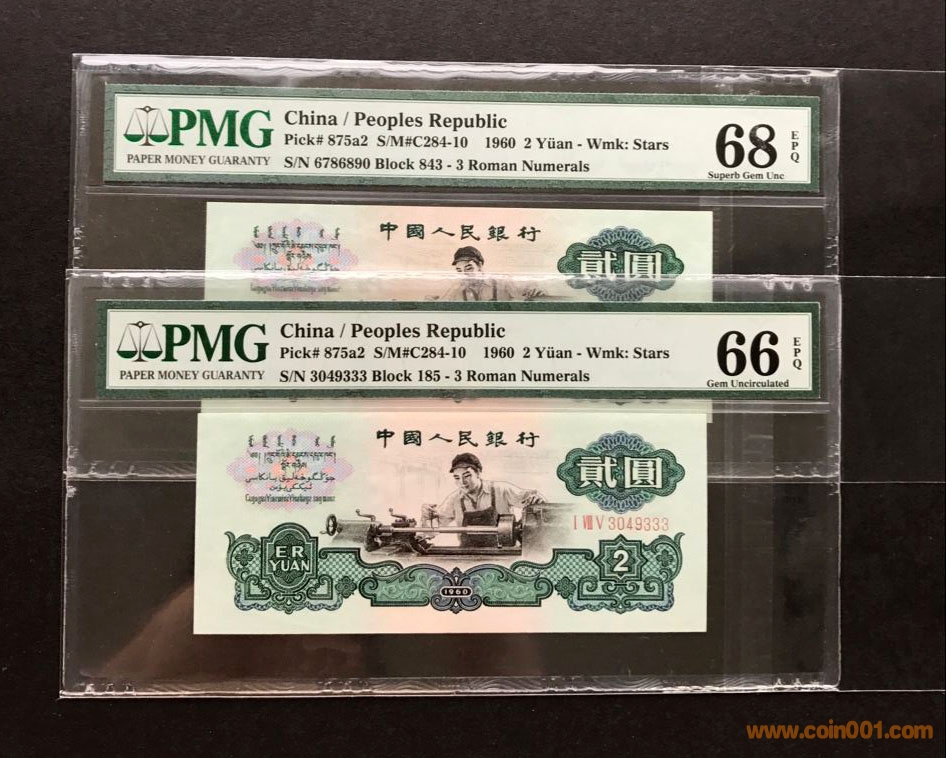 PMG
PAPER MONEY GUARANTY
China / Peoples Republic
Pick# 875a2 S/M#C284-10 1960 2 Yüan - Wmk: Stars
S/N 6786890 Block 843 - 3 Roman Numerals
68
EPQ
Superb Gem Unc
中國人民銀行
貳圓
PMG
PAPER MONEY GUARANTY
China / Peoples Republic
Pick# 875a2 S/M#C284-10 1960 2 Yüan - Wmk: Stars
S/N 3049333 Block 185 - 3 Roman Numerals
66
EPQ
Gem Uncirculated
中國人民銀行
貳圓
I VIII V 3049333
ER
YUAN
2
1960
www.coin001.com